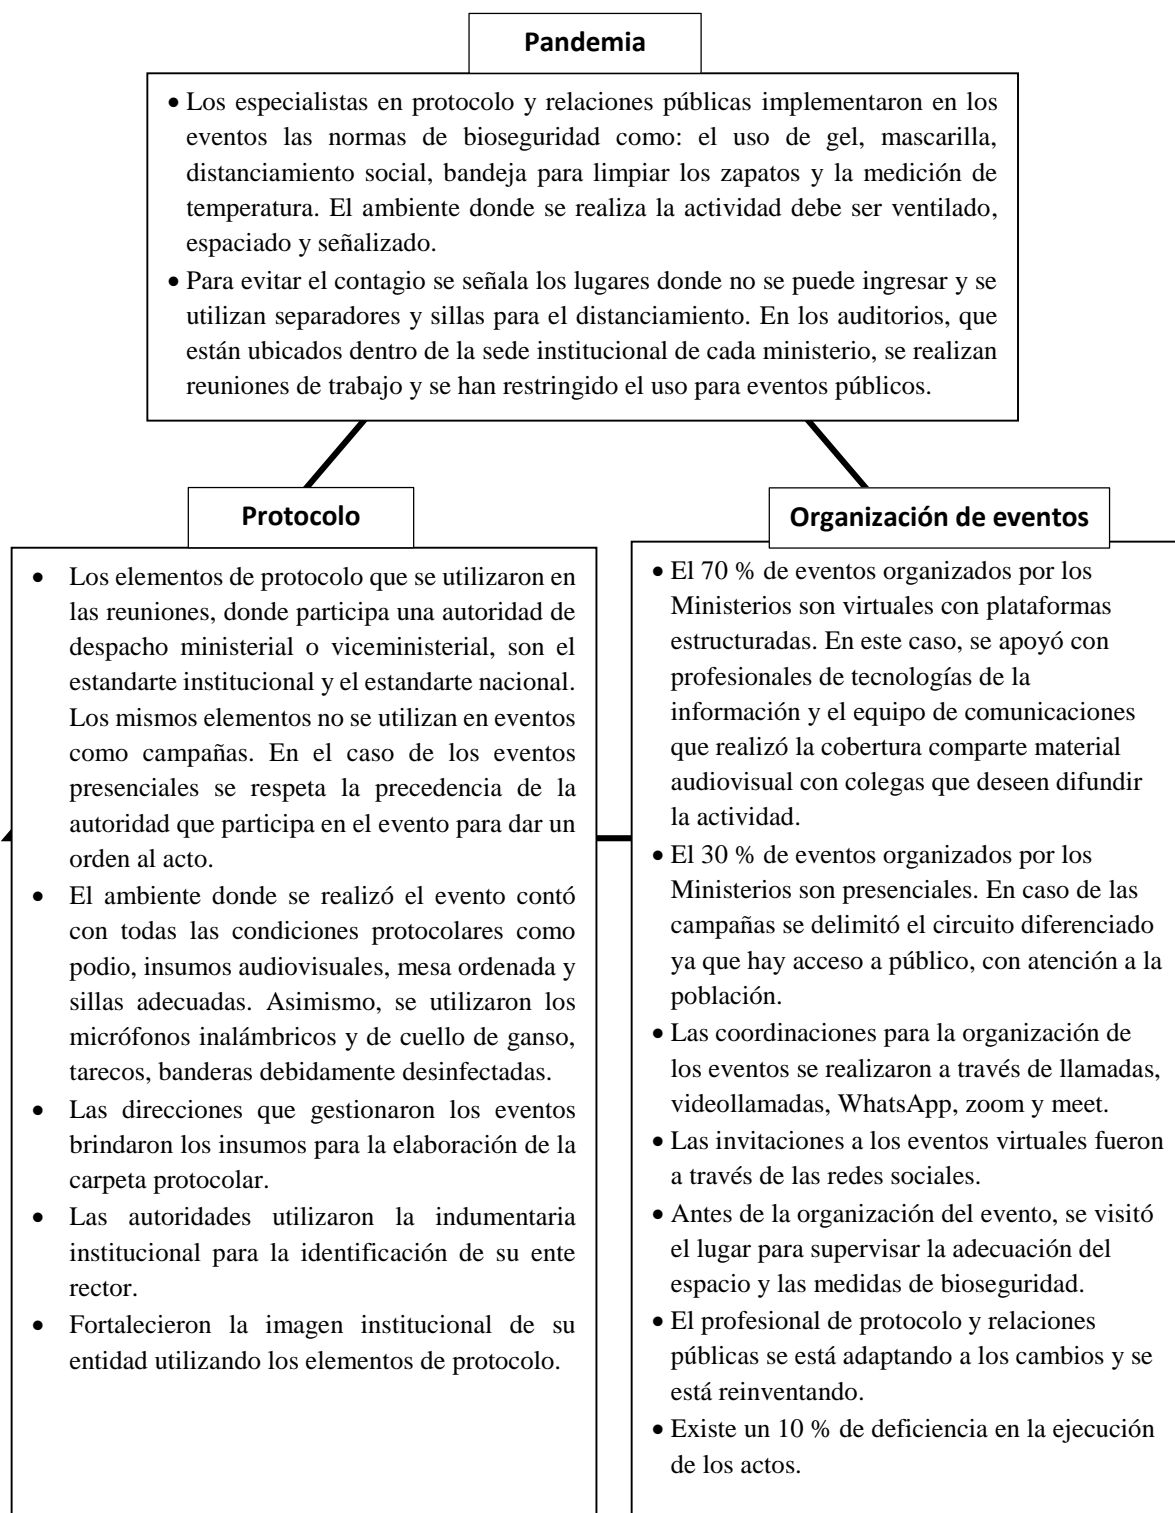 Pandemia
• Los especialistas en protocolo y relaciones públicas implementaron en los
eventos las normas de bioseguridad como: el uso de gel, mascarilla,
distanciamiento social, bandeja para limpiar los zapatos y la medición de
temperatura. El ambiente donde se realiza la actividad debe ser ventilado,
espaciado y señalizado.
• Para evitar el contagio se señala los lugares donde no se puede ingresar y se
utilizan separadores y sillas para el distanciamiento. En los auditorios, que
están ubicados dentro de la sede institucional de cada ministerio, se realizan
reuniones de trabajo y se han restringido el uso para eventos públicos.
Protocolo
• Los elementos de protocolo que se utilizaron en
las reuniones, donde participa una autoridad de
despacho ministerial o viceministerial, son el
estandarte institucional y el estandarte nacional.
Los mismos elementos no se utilizan en eventos
como campañas. En el caso de los eventos
presenciales se respeta la precedencia de la
autoridad que participa en el evento para dar un
orden al acto.
• El ambiente donde se realizó el evento contó
con todas las condiciones protocolares como
podio, insumos audiovisuales, mesa ordenada y
sillas adecuadas. Asimismo, se utilizaron los
micrófonos inalámbricos y de cuello de ganso,
tarecos, banderas debidamente desinfectadas.
• Las direcciones que gestionaron los eventos
brindaron los insumos para la elaboración de la
carpeta protocolar.
• Las autoridades utilizaron la indumentaria
institucional para la identificación de su ente
rector.
• Fortalecieron la imagen institucional de su
entidad utilizando los elementos de protocolo.
Organización de eventos
• El 70 % de eventos organizados por los
Ministerios son virtuales con plataformas
estructuradas. En este caso, se apoyó con
profesionales de tecnologías de la
información y el equipo de comunicaciones
que realizó la cobertura comparte material
audiovisual con colegas que deseen difundir
la actividad.
• El 30 % de eventos organizados por los
Ministerios son presenciales. En caso de las
campañas se delimitó el circuito diferenciado
ya que hay acceso a público, con atención a la
población.
• Las coordinaciones para la organización de
los eventos se realizaron a través de llamadas,
videollamadas, WhatsApp, zoom y meet.
• Las invitaciones a los eventos virtuales fueron
a través de las redes sociales.
• Antes de la organización del evento, se visitó
el lugar para supervisar la adecuación del
espacio y las medidas de bioseguridad.
• El profesional de protocolo y relaciones
públicas se está adaptando a los cambios y se
está reinventando.
• Existe un 10 % de deficiencia en la ejecución
de los actos.